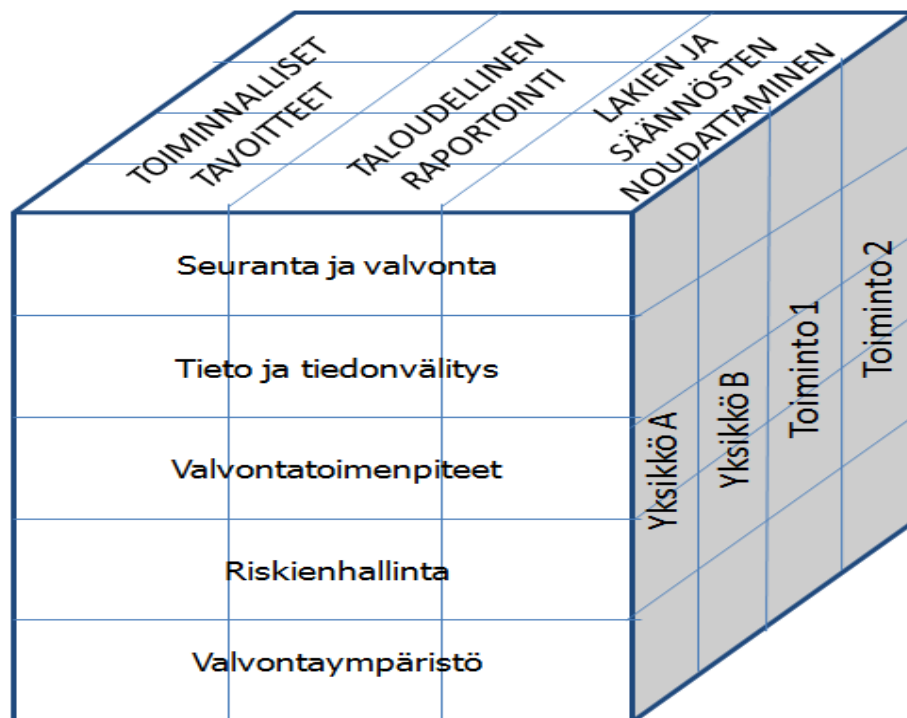 TOIMINNALLISET
TAVOITTEET
TALOUDELLINEN
RAPORTOINTI
LAKIEN JA
SÄÄNNÖSTEN
NOUDATTAMINEN
Seuranta ja valvonta
Tieto ja tiedonvälitys
Valvontatoimenpiteet
Riskienhallinta
Valvontaympäristö
Yksikkö A
Yksikkö B
Toiminto 1
Toiminto 2